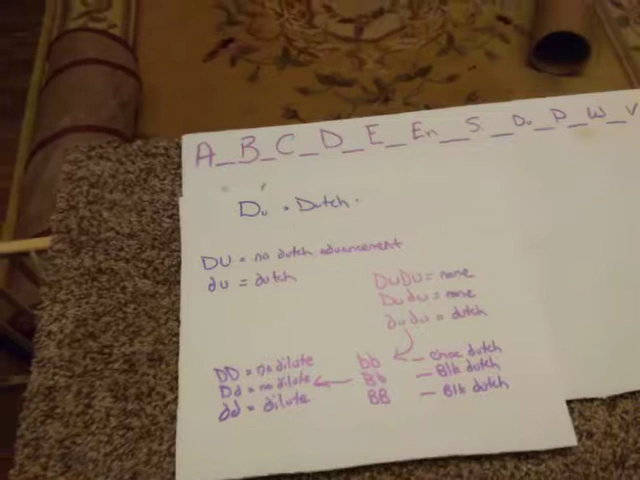 A_B_C_D_E_En_S_Du_P_W_V
Du = Dutch.
DU = no dutch advancement
du = dutch
DuDu = none
Dudu = none
dudu = dutch
DD = no dilute
Dd = no dilute
dd = dilute
bb - choc dutch
Bb - Blk dutch
BB - Blk dutch